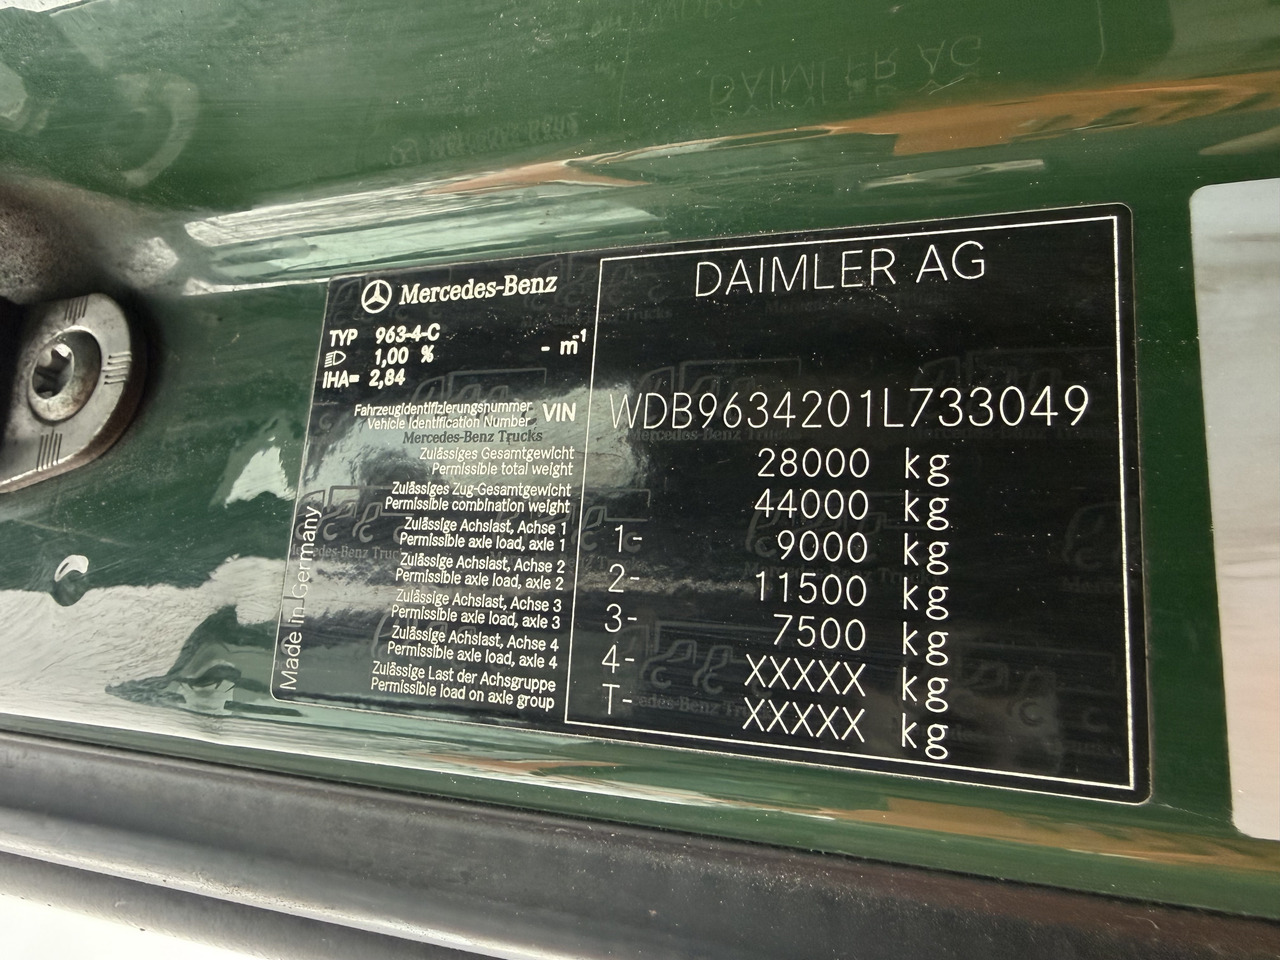 Mercedes-Benz
TYP 963-4-C
1,00 % - m⁻¹
IHA= 2,84
DAIMLER AG
Fahrzeugidentifizierungsnummer
Vehicle Identification Number VIN WDB9634201L733049
Mercedes-Benz Trucks
Zulässiges Gesamtgewicht
Permissible total weight 28000 kg
Zulässiges Zug-Gesamtgewicht
Permissible combination weight 44000 kg
Zulässige Achslast, Achse 1
Permissible axle load, axle 1 1- 9000 kg
Zulässige Achslast, Achse 2
Permissible axle load, axle 2 2- 11500 kg
Zulässige Achslast, Achse 3
Permissible axle load, axle 3 3- 7500 kg
Zulässige Achslast, Achse 4
Permissible axle load, axle 4 4- XXXXX kg
Zulässige Last der Achsgruppe
Permissible load on axle group T- XXXXX kg
Made in Germany